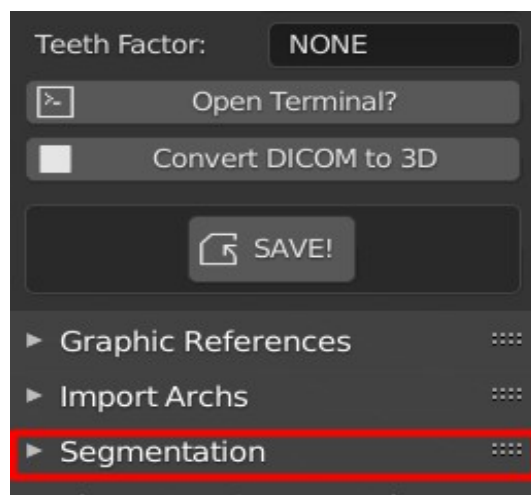 Teeth Factor: NONE
Open Terminal?
Convert DICOM to 3D
SAVE!
Graphic References
Import Archs
Segmentation